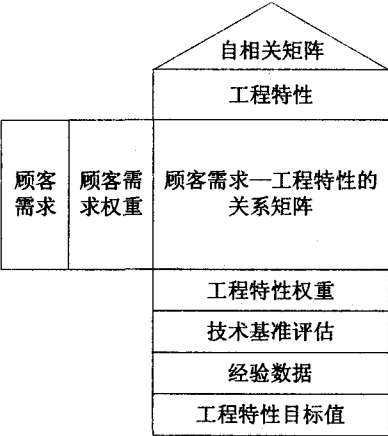 自相关矩阵
工程特性
顾客
需求
顾客需
求权重
顾客需求—工程特性的
关系矩阵
工程特性权重
技术基准评估
经验数据
工程特性目标值